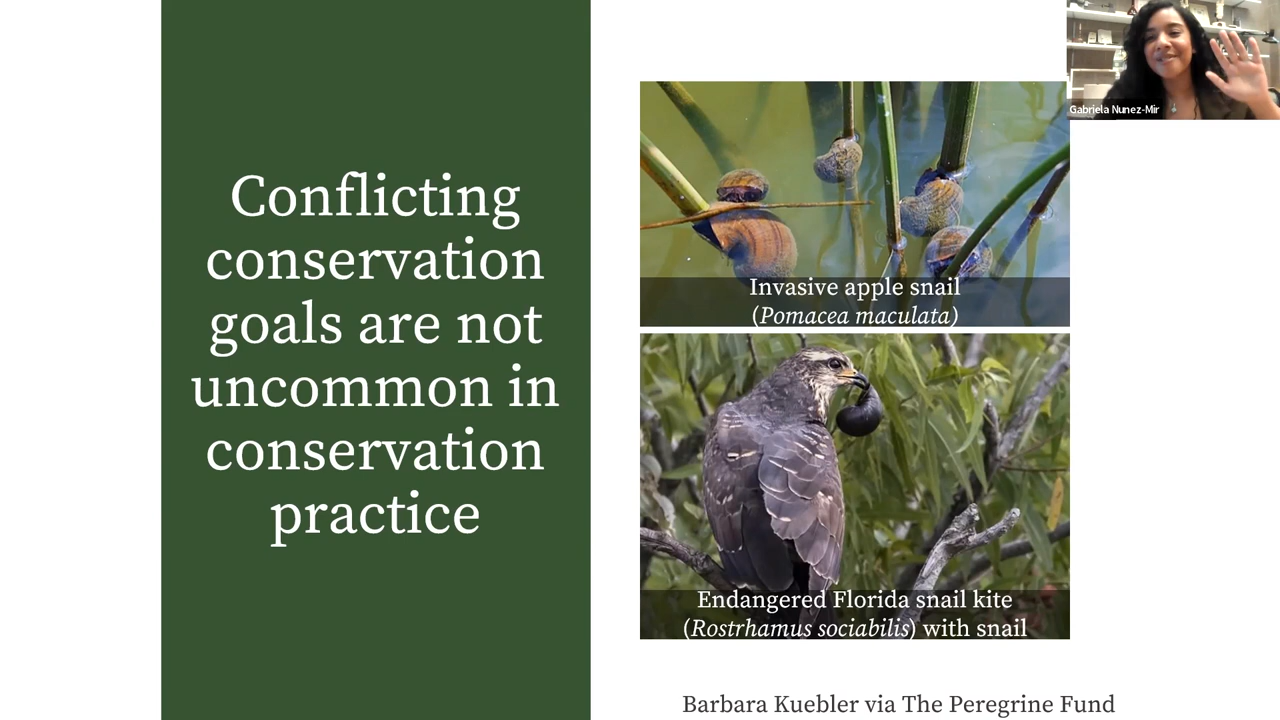 Conflicting
conservation
goals are not
uncommon in
conservation
practice
Gabriela Nunez-Mir
Invasive apple snail
(Pomacea maculata)
Endangered Florida snail kite
(Rostrhamus sociabilis) with snail
Barbara Kuebler via The Peregrine Fund